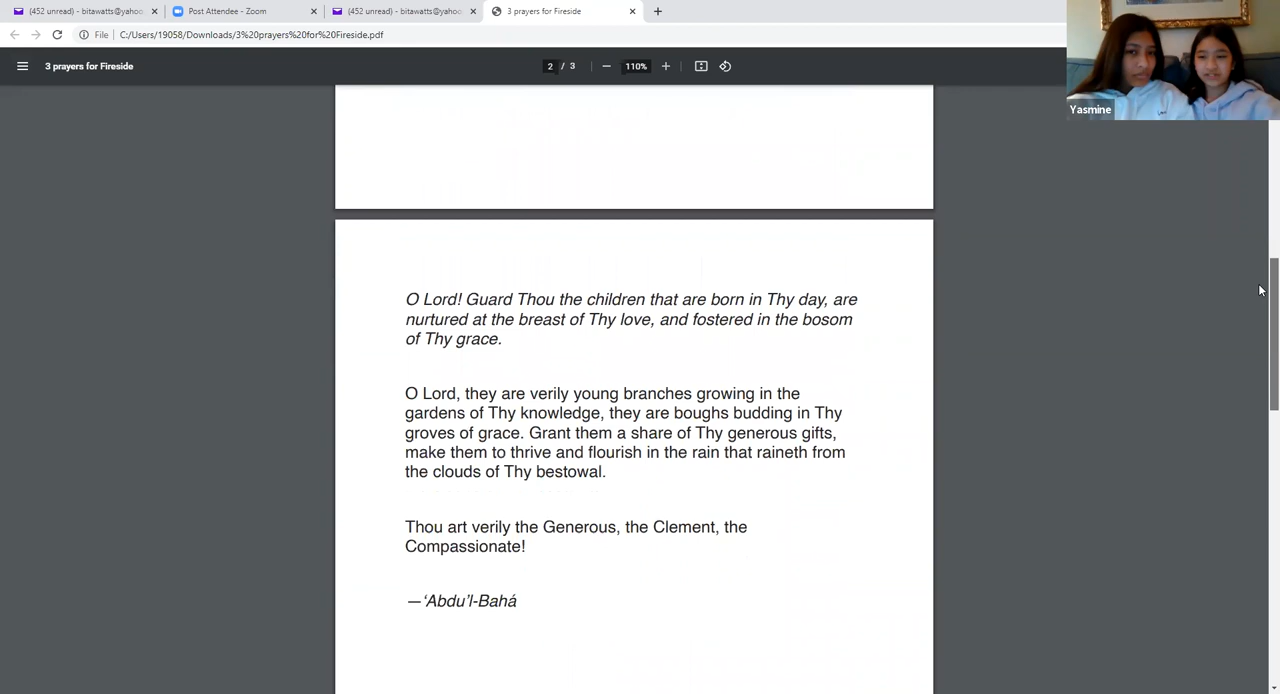 (452 unread) - bitawatts@yahoo
Post Attendee - Zoom
(452 unread) - bitawatts@yahoo
3 prayers for Fireside
File
C:/Users/19058/Downloads/3%20prayers%20for%20Fireside.pdf
3 prayers for Fireside
2 / 3
110%
Yasmine
O Lord! Guard Thou the children that are born in Thy day, are
nurtured at the breast of Thy love, and fostered in the bosom
of Thy grace.
O Lord, they are verily young branches growing in the
gardens of Thy knowledge, they are boughs budding in Thy
groves of grace. Grant them a share of Thy generous gifts,
make them to thrive and flourish in the rain that raineth from
the clouds of Thy bestowal.
Thou art verily the Generous, the Clement, the
Compassionate!
—‘Abdu’l-Bahá